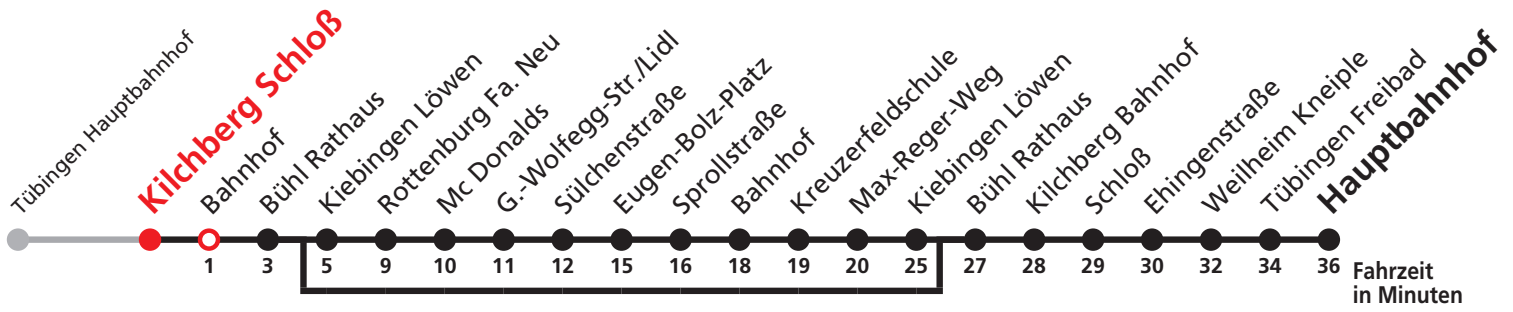 Tübingen Hauptbahnhof
Kilchberg Schloß
Bahnhof
Bühl Rathaus
Kiebingen Löwen
Rottenburg Fa. Neu
Mc Donalds
G.-Wolfegg-Str./Lidl
Sülchenstraße
Eugen-Bolz-Platz
Sprollstraße
Bahnhof
Kreuzerfeldschule
Max-Reger-Weg
Kiebingen Löwen
Bühl Rathaus
Kilchberg Bahnhof
Schloß
Ehingenstraße
Weilheim Kneiple
Tübingen Freibad
Hauptbahnhof
1 3 5 9 10 11 12 15 16 18 19 20 25 27 28 29 30 32 34 36
Fahrzeit
in Minuten